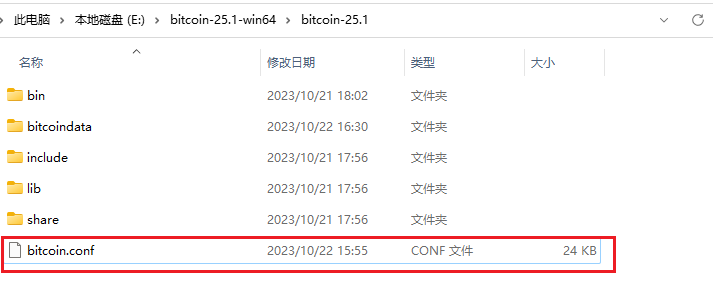 此电脑 > 本地磁盘 (E:) > bitcoin-25.1-win64 > bitcoin-25.1
名称 修改日期 类型 大小
bin 2023/10/21 18:02 文件夹
bitcoindata 2023/10/22 16:30 文件夹
include 2023/10/21 17:56 文件夹
lib 2023/10/21 17:56 文件夹
share 2023/10/21 17:56 文件夹
bitcoin.conf 2023/10/22 15:55 CONF 文件 24 KB